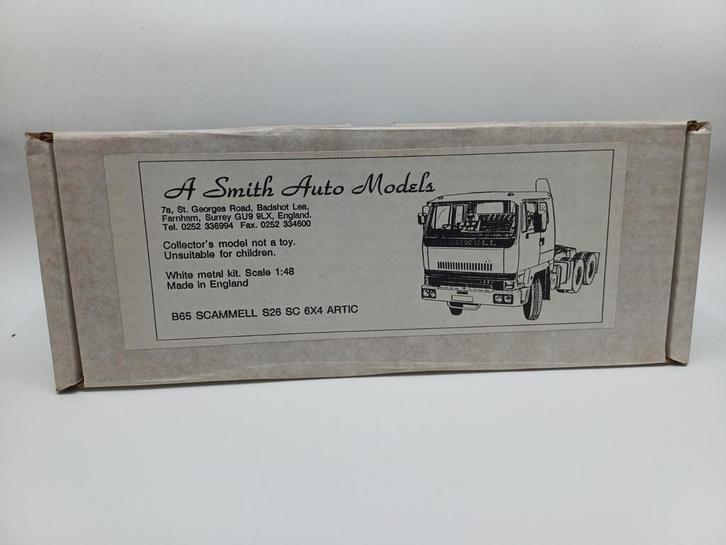 A Smith Auto Models
7a, St. Georges Road, Badshot Lea,
Farnham, Surrey GU9 9LX, England.
Tel. 0252 336994 Fax. 0252 334600
Collector's model not a toy.
Unsuitable for children.
White metal kit. Scale 1:48
Made in England
B65 SCAMMELL S26 SC 6X4 ARTIC
SCAMMELL